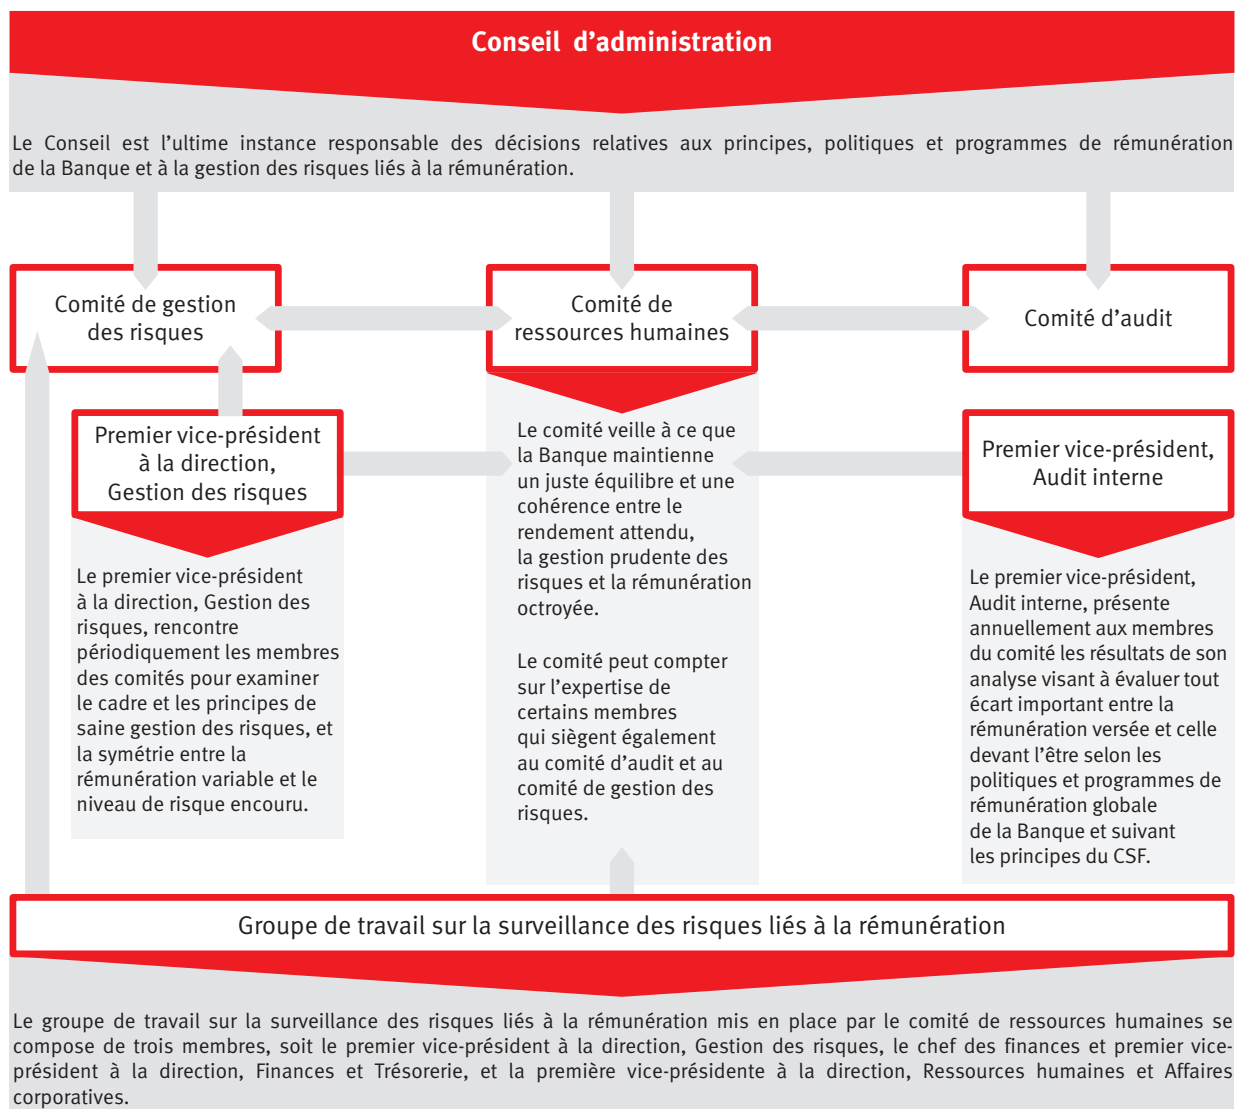 Conseil d'administration
Le Conseil est l'ultime instance responsable des décisions relatives aux principes, politiques et programmes de rémunération
de la Banque et à la gestion des risques liés à la rémunération.
Comité de gestion
des risques
Comité de
ressources humaines
Comité d'audit
Premier vice-président
à la direction,
Gestion des risques
Le premier vice-président
à la direction, Gestion des
risques, rencontre
périodiquement les membres
des comités pour examiner
le cadre et les principes de
saine gestion des risques, et
la symétrie entre la
rémunération variable et le
niveau de risque encouru.
Le comité veille à ce que
la Banque maintienne
un juste équilibre et une
cohérence entre le
rendement attendu,
la gestion prudente des
risques et la rémunération
octroyée.
Le comité peut compter
sur l'expertise de
certains membres
qui siègent également
au comité d'audit et au
comité de gestion des
risques.
Premier vice-président,
Audit interne
Le premier vice-président,
Audit interne, présente
annuellement aux membres
du comité les résultats de son
analyse visant à évaluer tout
écart important entre la
rémunération versée et celle
devant l'être selon les
politiques et programmes de
rémunération globale
de la Banque et suivant
les principes du CSF.
Groupe de travail sur la surveillance des risques liés à la rémunération
Le groupe de travail sur la surveillance des risques liés à la rémunération mis en place par le comité de ressources humaines se
compose de trois membres, soit le premier vice-président à la direction, Gestion des risques, le chef des finances et premier vice-
président à la direction, Finances et Trésorerie, et la première vice-présidente à la direction, Ressources humaines et Affaires
corporatives.